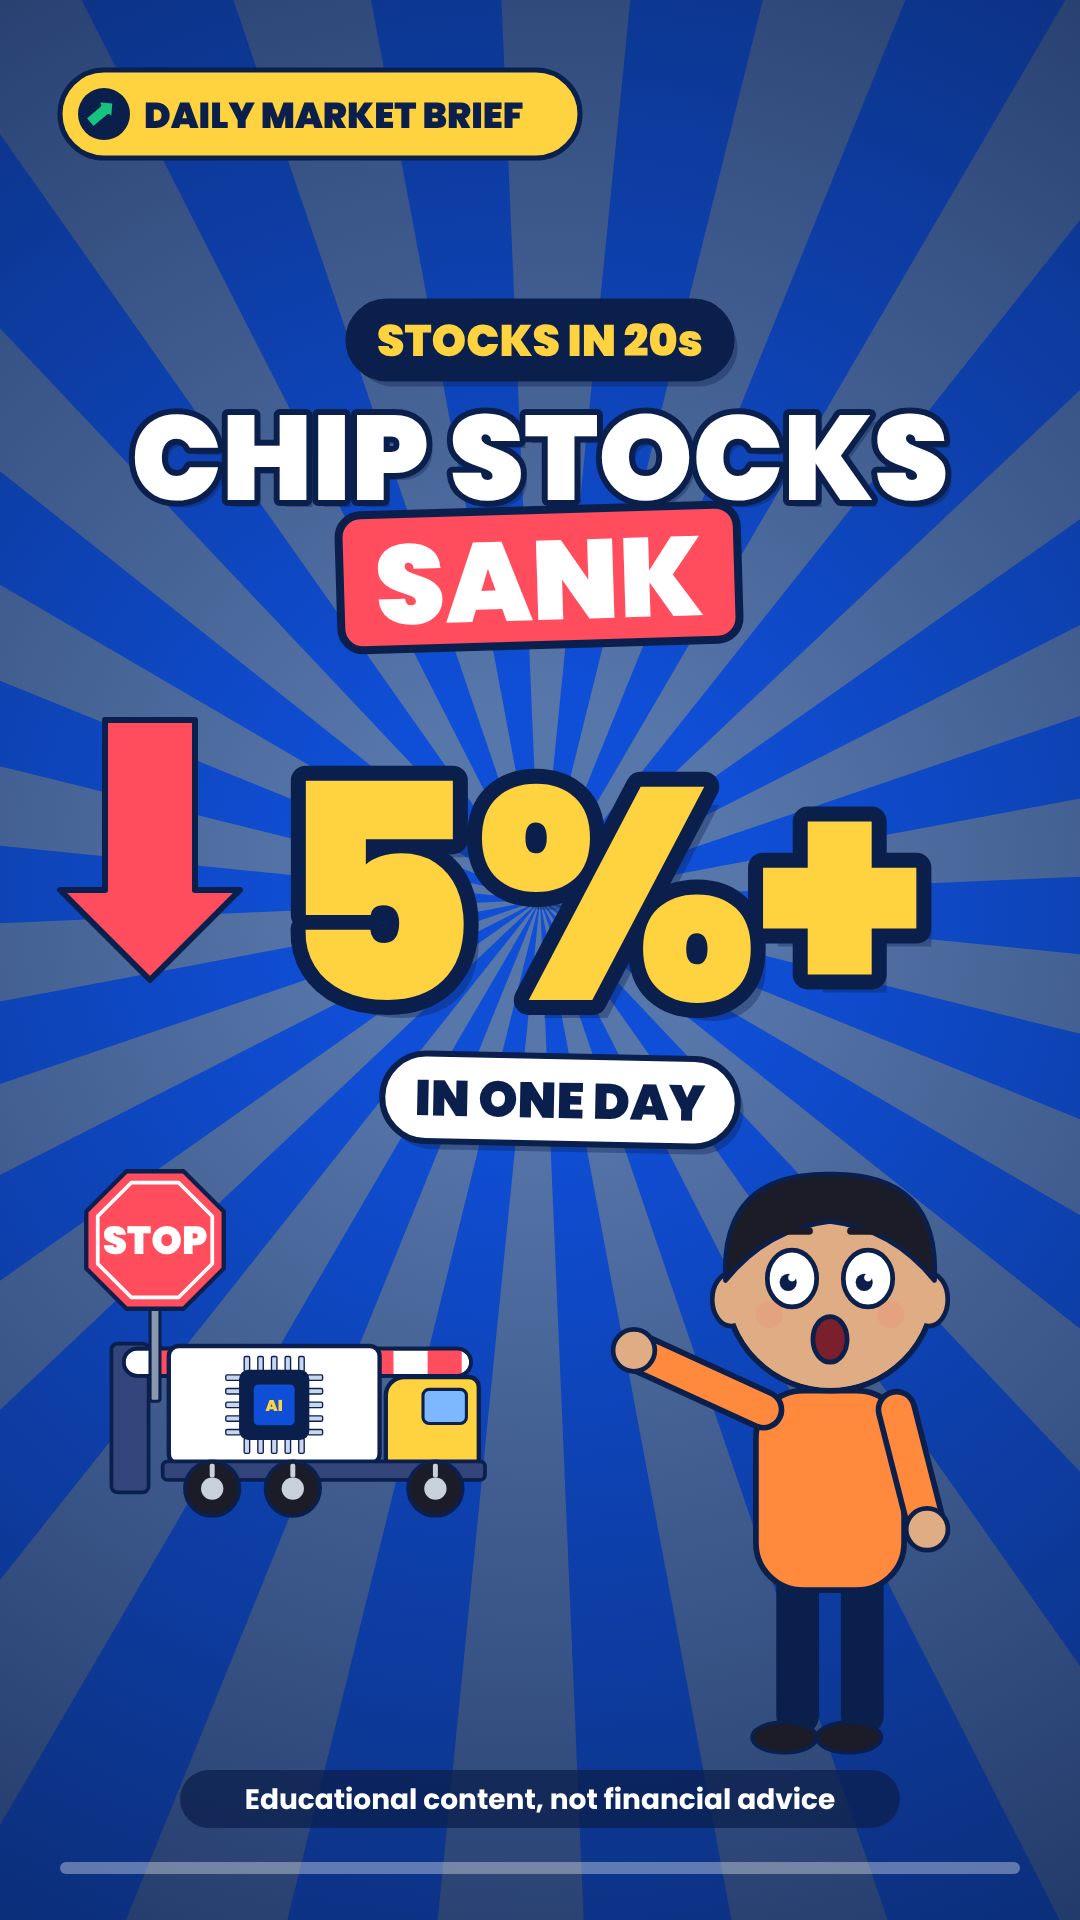 DAILY MARKET BRIEF
STOCKS IN 20s
CHIP STOCKS
SANK
5%+
IN ONE DAY
STOP
AI
Educational content, not financial advice